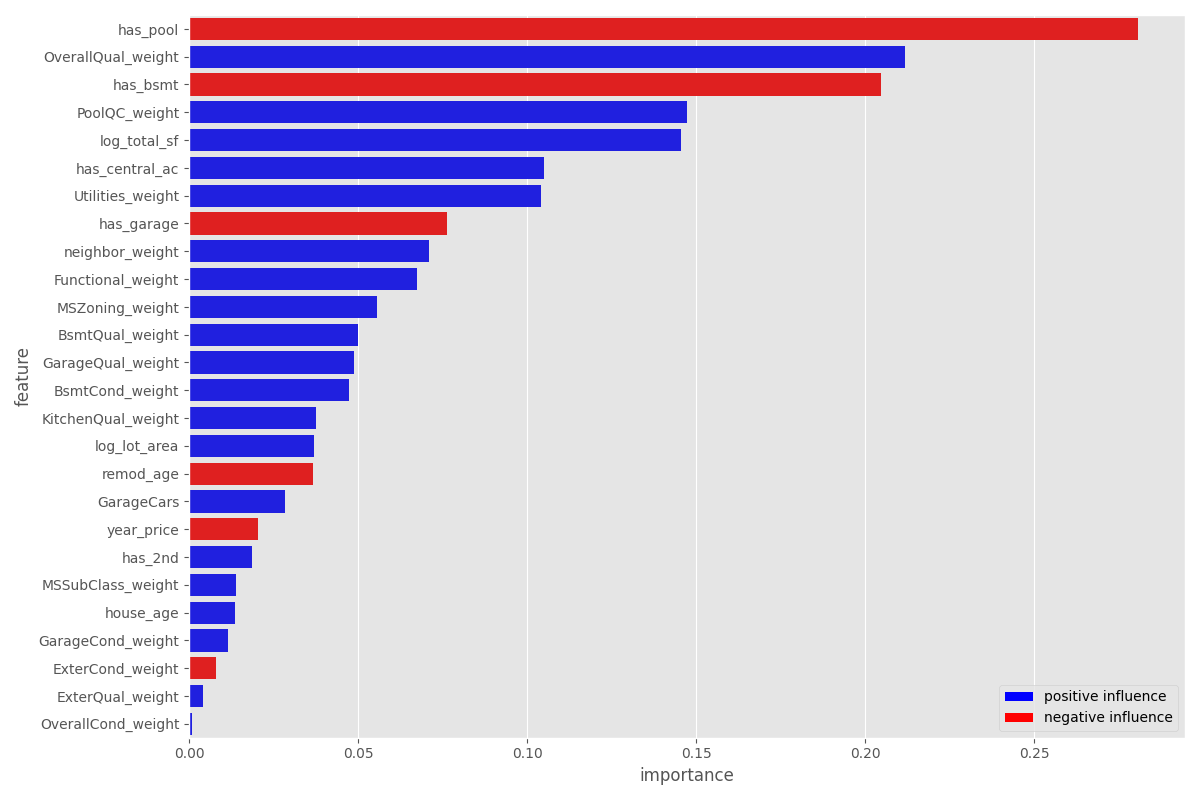 has_pool
OverallQual_weight
has_bsmt
PoolQC_weight
log_total_sf
has_central_ac
Utilities_weight
has_garage
neighbor_weight
Functional_weight
MSZoning_weight
BsmtQual_weight
GarageQual_weight
BsmtCond_weight
KitchenQual_weight
log_lot_area
remod_age
GarageCars
year_price
has_2nd
MSSubClass_weight
house_age
GarageCond_weight
ExterCond_weight
ExterQual_weight
OverallCond_weight
feature
positive influence
negative influence
0.00 0.05 0.10 0.15 0.20 0.25
importance